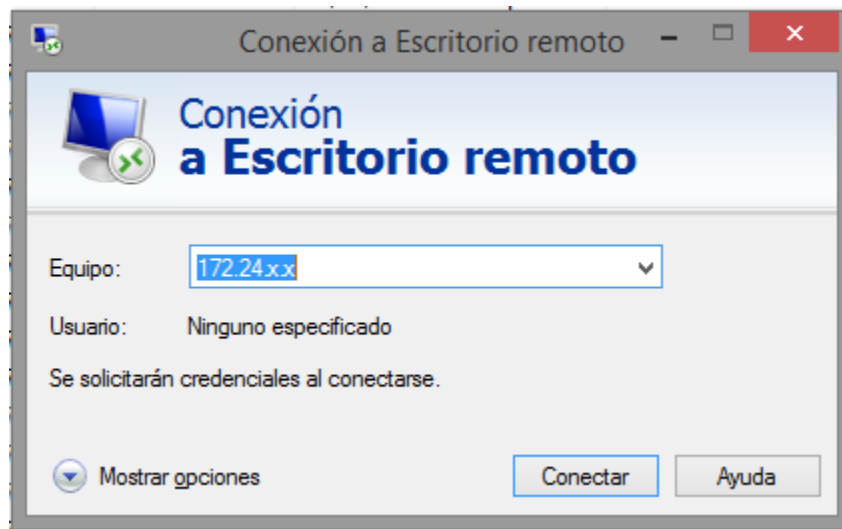 Conexión a Escritorio remoto
Conexión
a Escritorio remoto
Equipo: 172.24.x.x
Usuario: Ninguno especificado
Se solicitarán credenciales al conectarse.
Mostrar opciones Conectar Ayuda